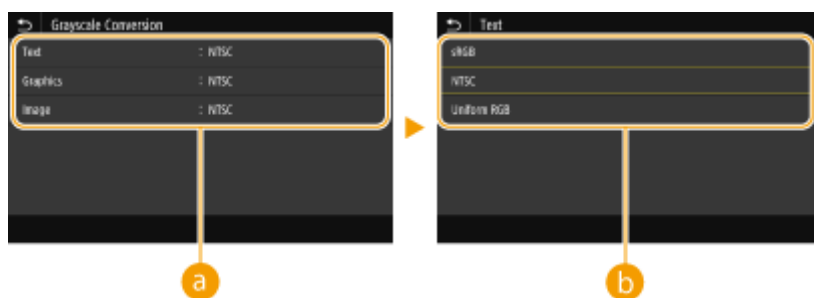 Grayscale Conversion
Text : NTSC
Graphics : NTSC
Image : NTSC
a
Text
sRGB
NTSC
Uniform RGB
b